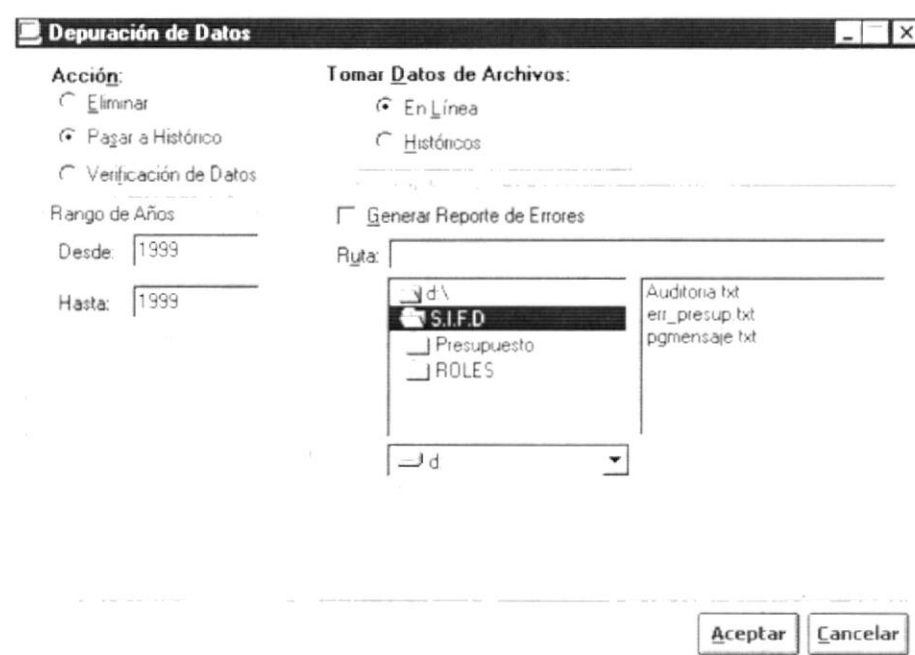 Depuración de Datos
Acción:
Eliminar
Pasar a Histórico
Verificación de Datos
Tomar Datos de Archivos:
En Línea
Históricos
Rango de Años
Desde: 1999
Hasta: 1999
Generar Reporte de Errores
Ruta:
d:\
S.I.F.D
Presupuesto
ROLES
Auditoria.txt
err_presup.txt
pgmensaje.txt
d
Aceptar
Cancelar